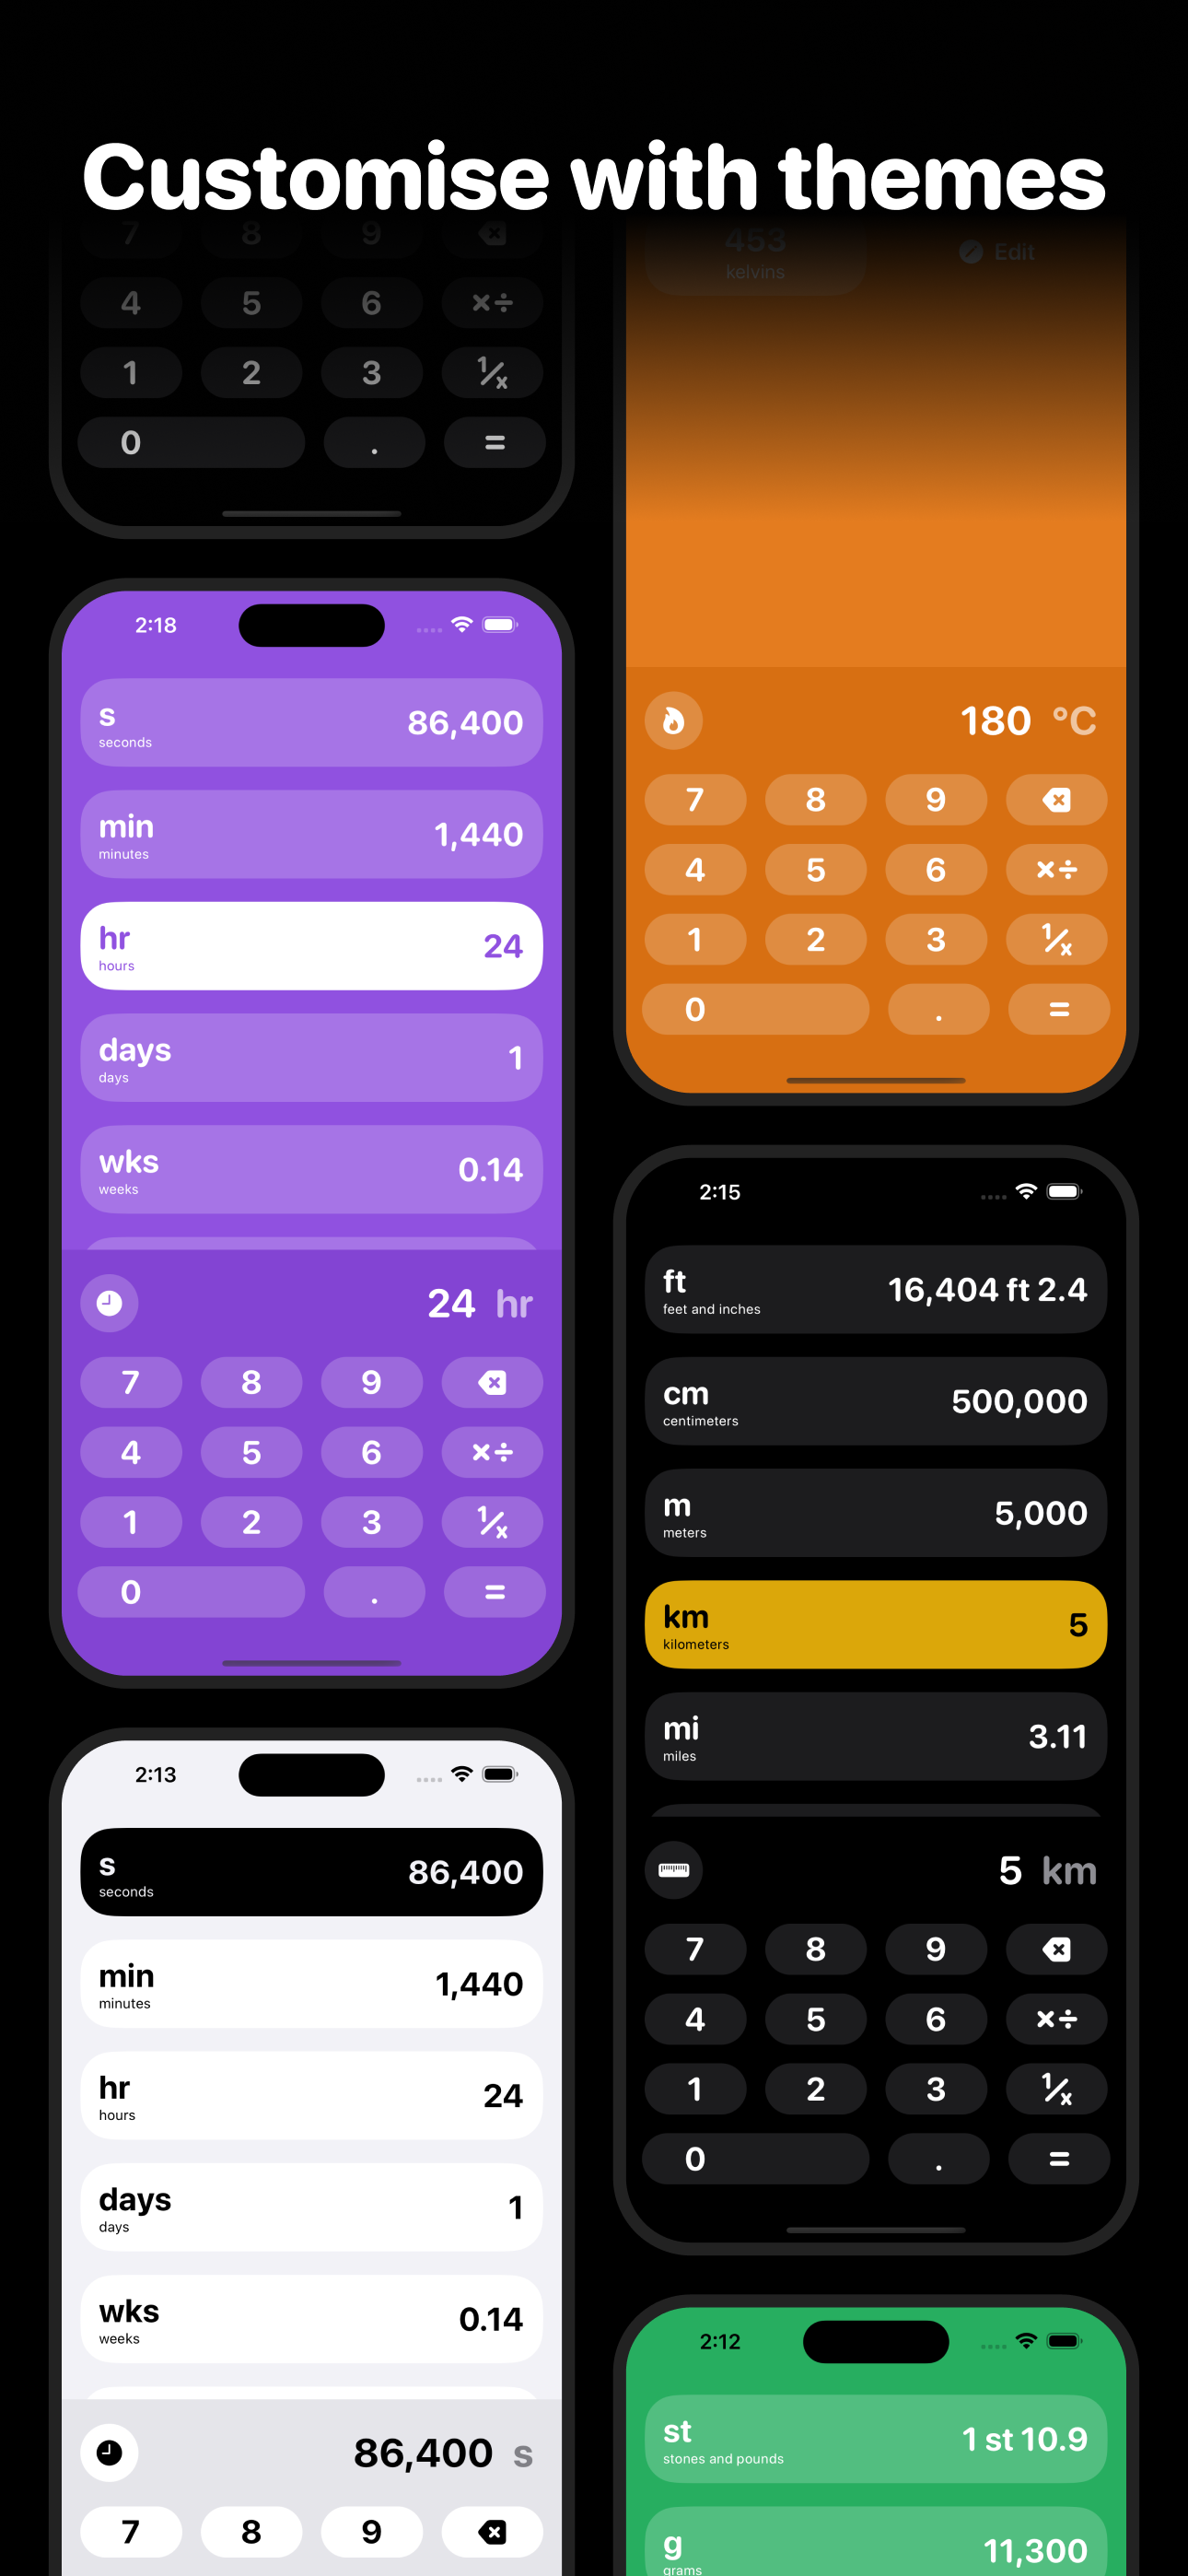 Customise with themes
7 8 9
4 5 6 ×÷
1 2 3 1/x
0 . =
2:18
s
seconds
86,400
min
minutes
1,440
hr
hours
24
days
days
1
wks
weeks
0.14
24 hr
7 8 9
4 5 6 ×÷
1 2 3 1/x
0 . =
2:13
s
seconds
86,400
min
minutes
1,440
hr
hours
24
days
days
1
wks
weeks
0.14
86,400 s
7 8 9
453
kelvins
Edit
180 °C
7 8 9
4 5 6 ×÷
1 2 3 1/x
0 . =
2:15
ft
feet and inches
16,404 ft 2.4
cm
centimeters
500,000
m
meters
5,000
km
kilometers
5
mi
miles
3.11
5 km
7 8 9
4 5 6 ×÷
1 2 3 1/x
0 . =
2:12
st
stones and pounds
1 st 10.9
g
grams
11,300